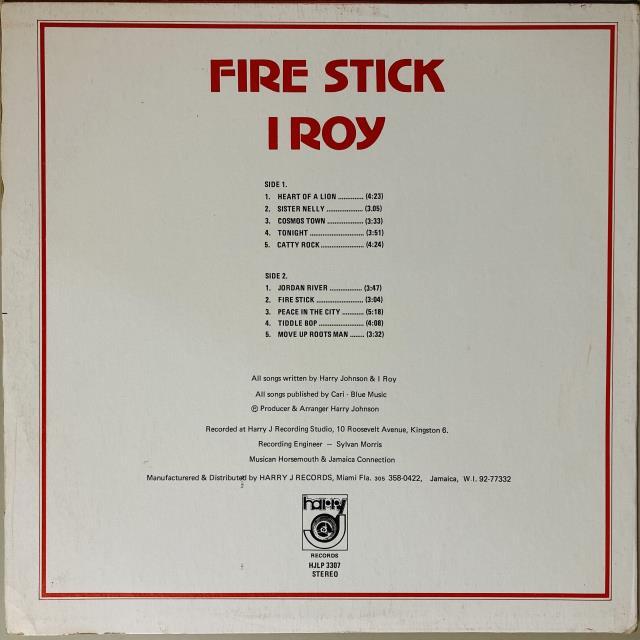 FIRE STICK
I ROY
SIDE 1.
1. HEART OF A LION .............. (4:23)
2. SISTER NELLY .................... (3.05)
3. COSMOS TOWN .................... (3:33)
4. TONIGHT .............................. (3:51)
5. CATTY ROCK ........................ (4:24)
SIDE 2.
1. JORDAN RIVER .................. (3:47)
2. FIRE STICK .......................... (3:04)
3. PEACE IN THE CITY ............ (5:18)
4. TIDDLE BOP ......................... (4:08)
5. MOVE UP ROOTS MAN ........ (3:32)
All songs written by Harry Johnson & I Roy
All songs published by Cari - Blue Music
℗ Producer & Arranger Harry Johnson
Recorded at Harry J Recording Studio, 10 Roosevelt Avenue, Kingston 6.
Recording Engineer — Sylvan Morris
Musican Horsemouth & Jamaica Connection
Manufacturered & Distributed by HARRY J RECORDS, Miami Fla. 305 358-0422, Jamaica, W.I. 92-77332
harry J
RECORDS
HJLP 3307
STEREO